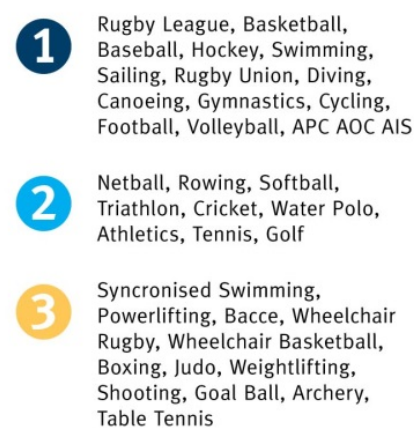 1
Rugby League, Basketball,
Baseball, Hockey, Swimming,
Sailing, Rugby Union, Diving,
Canoeing, Gymnastics, Cycling,
Football, Volleyball, APC AOC AIS
2
Netball, Rowing, Softball,
Triathlon, Cricket, Water Polo,
Athletics, Tennis, Golf
3
Syncronised Swimming,
Powerlifting, Bacce, Wheelchair
Rugby, Wheelchair Basketball,
Boxing, Judo, Weightlifting,
Shooting, Goal Ball, Archery,
Table Tennis